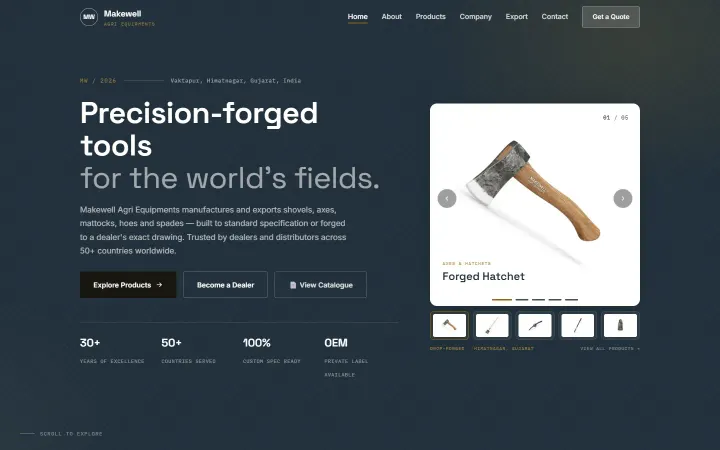 MW
Makewell
AGRI EQUIPMENTS
Home
About
Products
Company
Export
Contact
Get a Quote
MW / 2026
Vaktapur, Himatnagar, Gujarat, India
Precision-forged
tools
for the world's fields.
Makewell Agri Equipments manufactures and exports shovels, axes,
mattocks, hoes and spades — built to standard specification or forged
to a dealer's exact drawing. Trusted by dealers and distributors across
50+ countries worldwide.
Explore Products →
Become a Dealer
View Catalogue
30+
YEARS OF EXCELLENCE
50+
COUNTRIES SERVED
100%
CUSTOM SPEC READY
OEM
PRIVATE LABEL
AVAILABLE
01 / 05
AXES & HATCHETS
Forged Hatchet
DROP-FORGED · HIMATNAGAR, GUJARAT
VIEW ALL PRODUCTS →
SCROLL TO EXPLORE